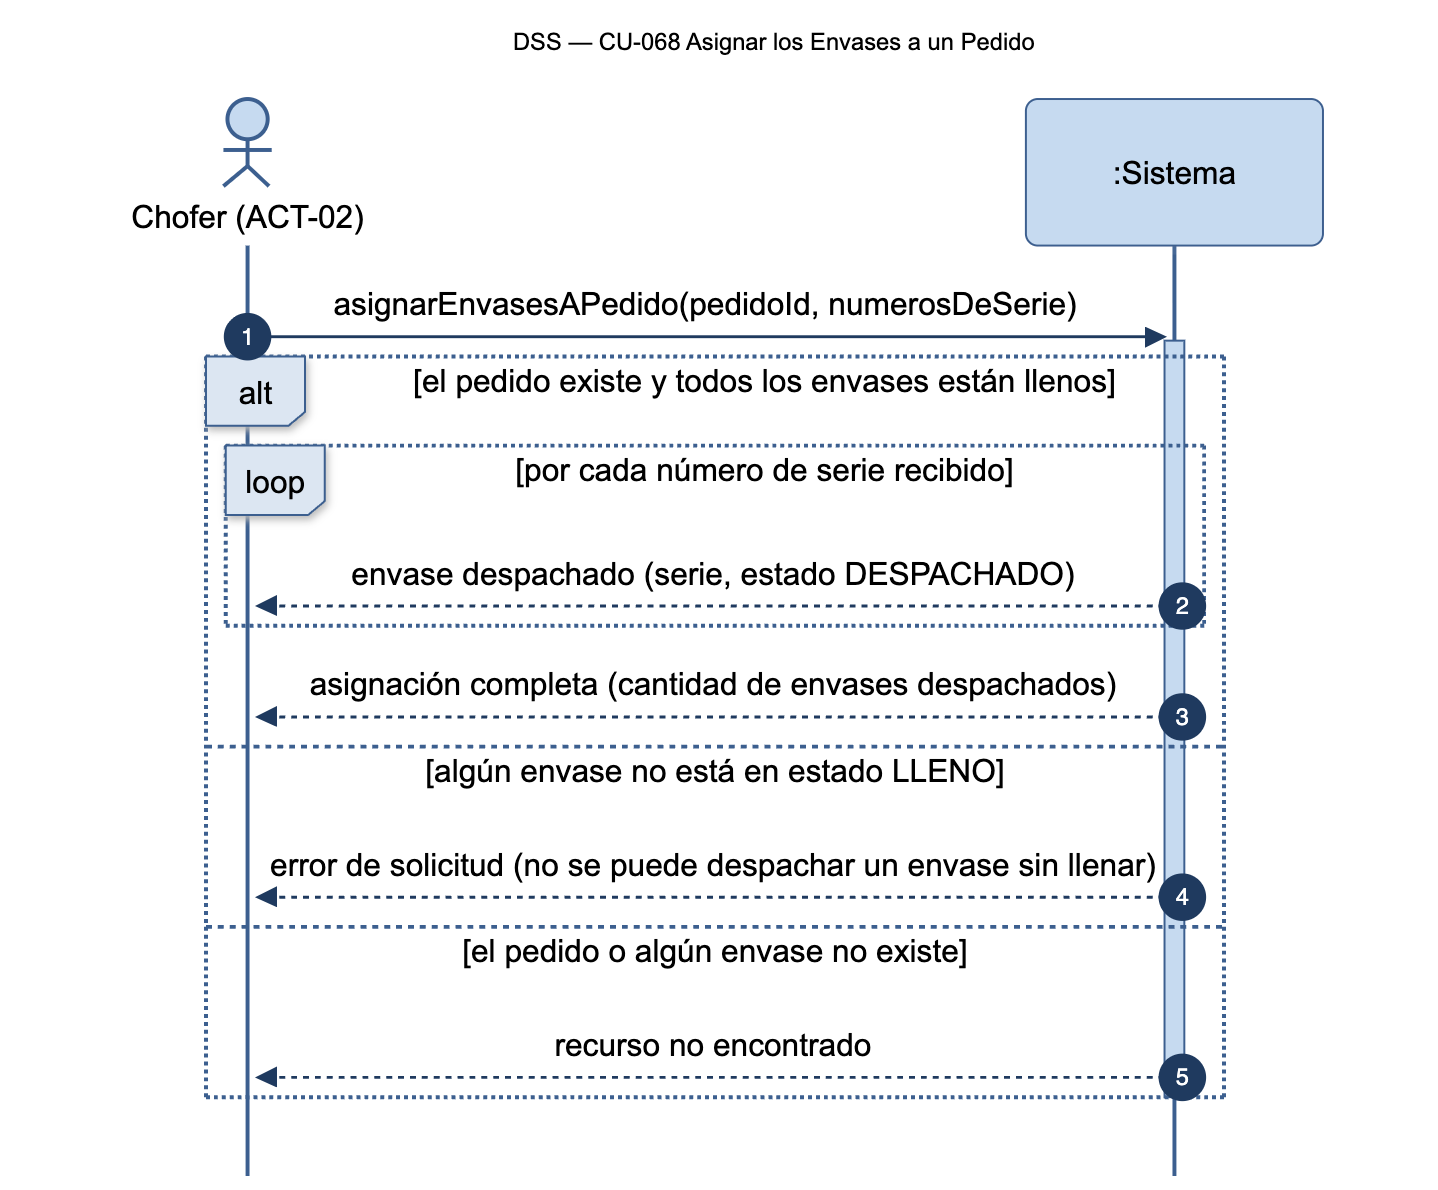 DSS — CU-068 Asignar los Envases a un Pedido
Chofer (ACT-02)
:Sistema
asignarEnvasesAPedido(pedidoId, numerosDeSerie)
1
alt
[el pedido existe y todos los envases están llenos]
loop
[por cada número de serie recibido]
envase despachado (serie, estado DESPACHADO)
2
asignación completa (cantidad de envases despachados)
3
[algún envase no está en estado LLENO]
error de solicitud (no se puede despachar un envase sin llenar)
4
[el pedido o algún envase no existe]
recurso no encontrado
5